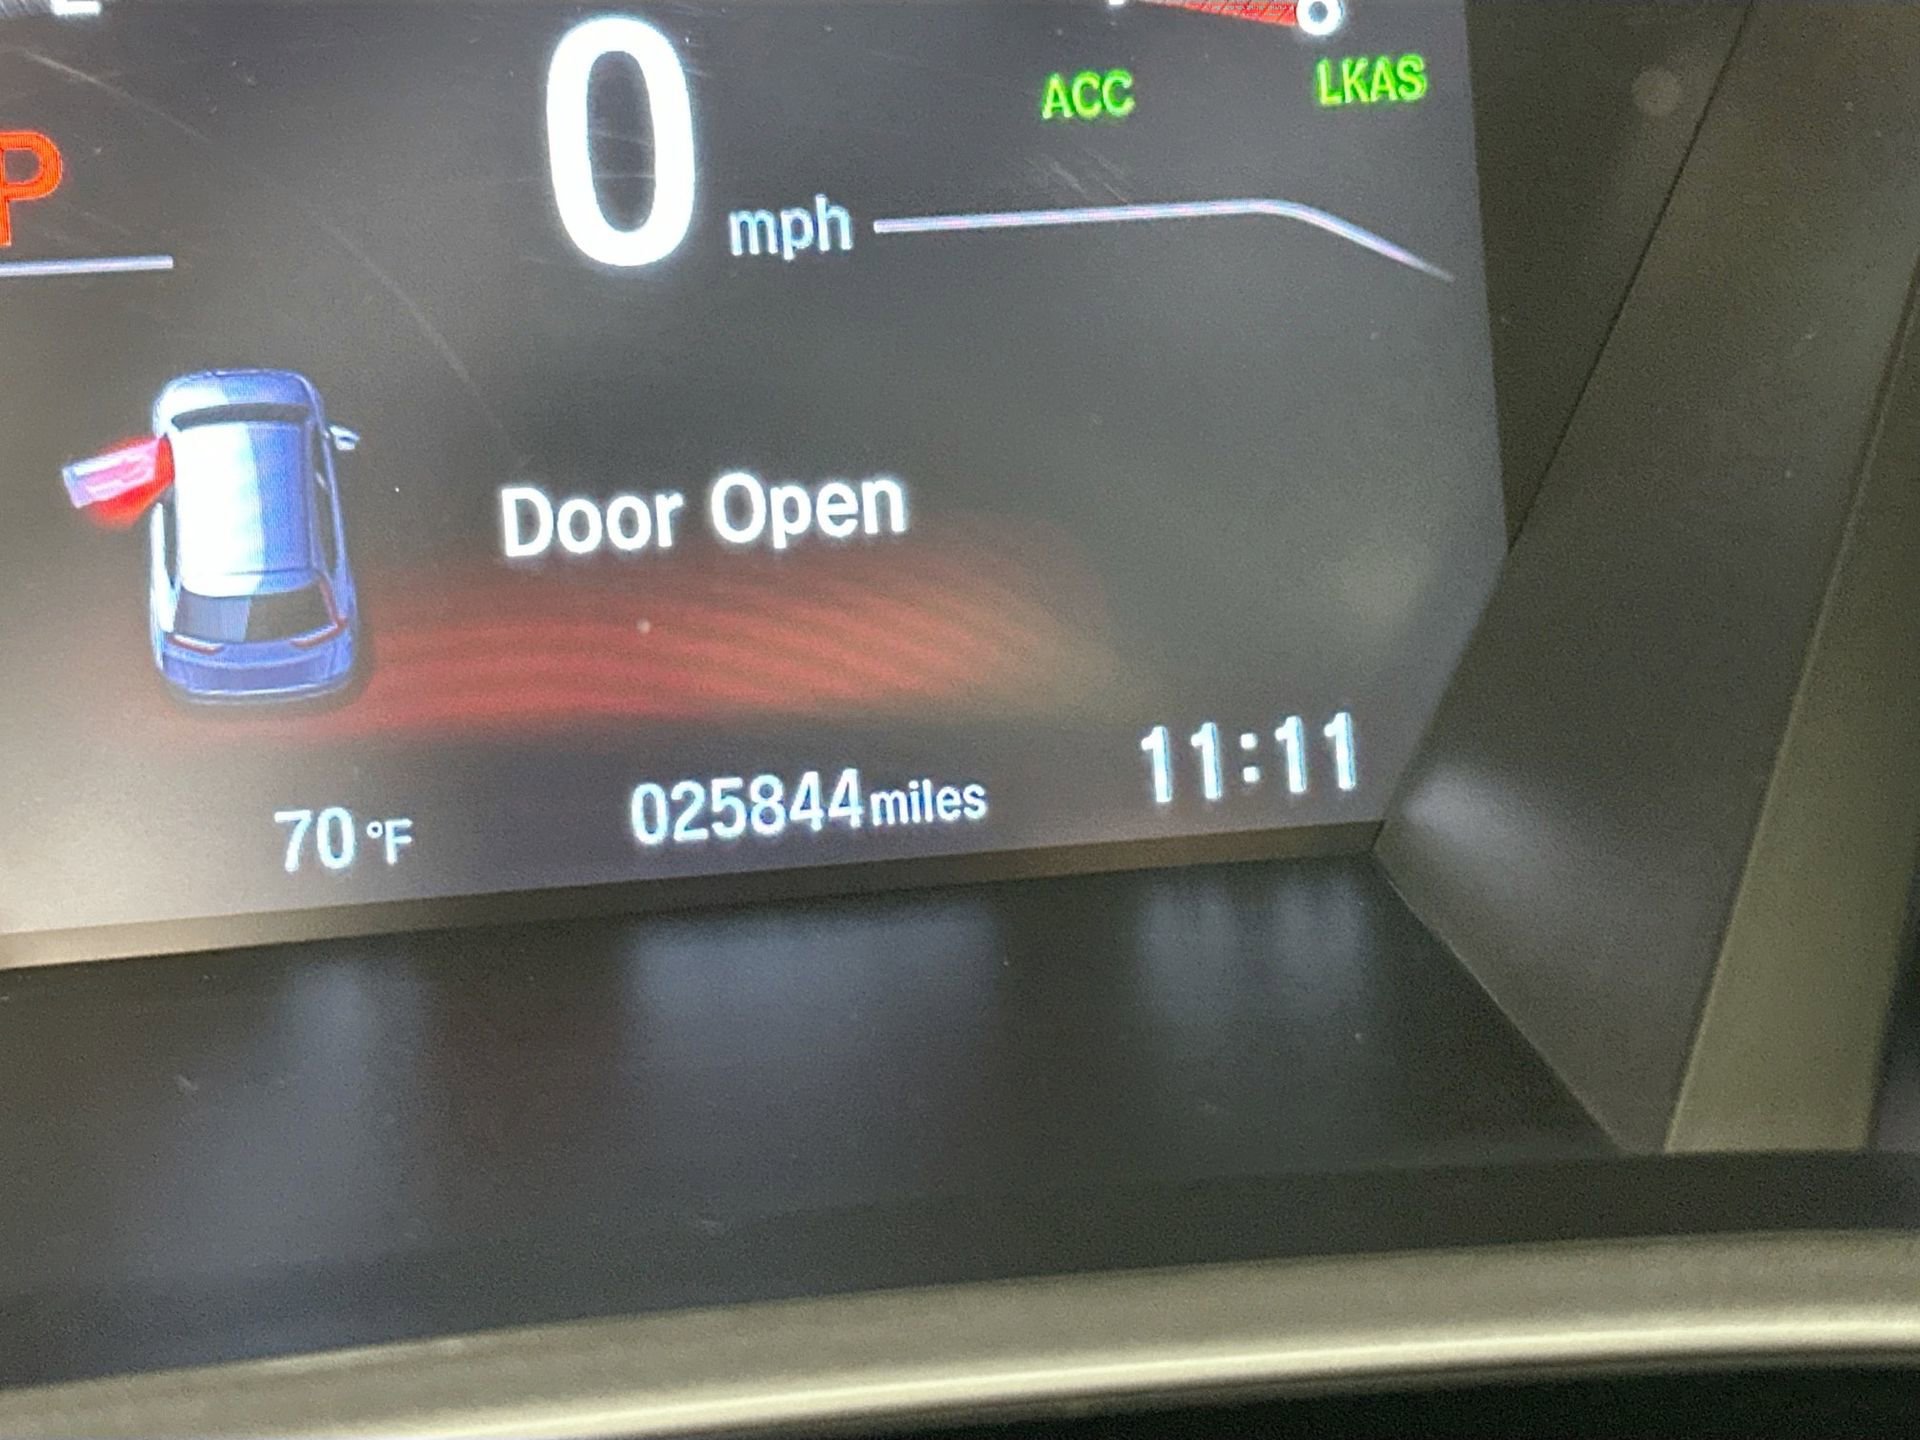 0 mph
ACC LKAS
P
Door Open
70 °F 025844 miles 11:11